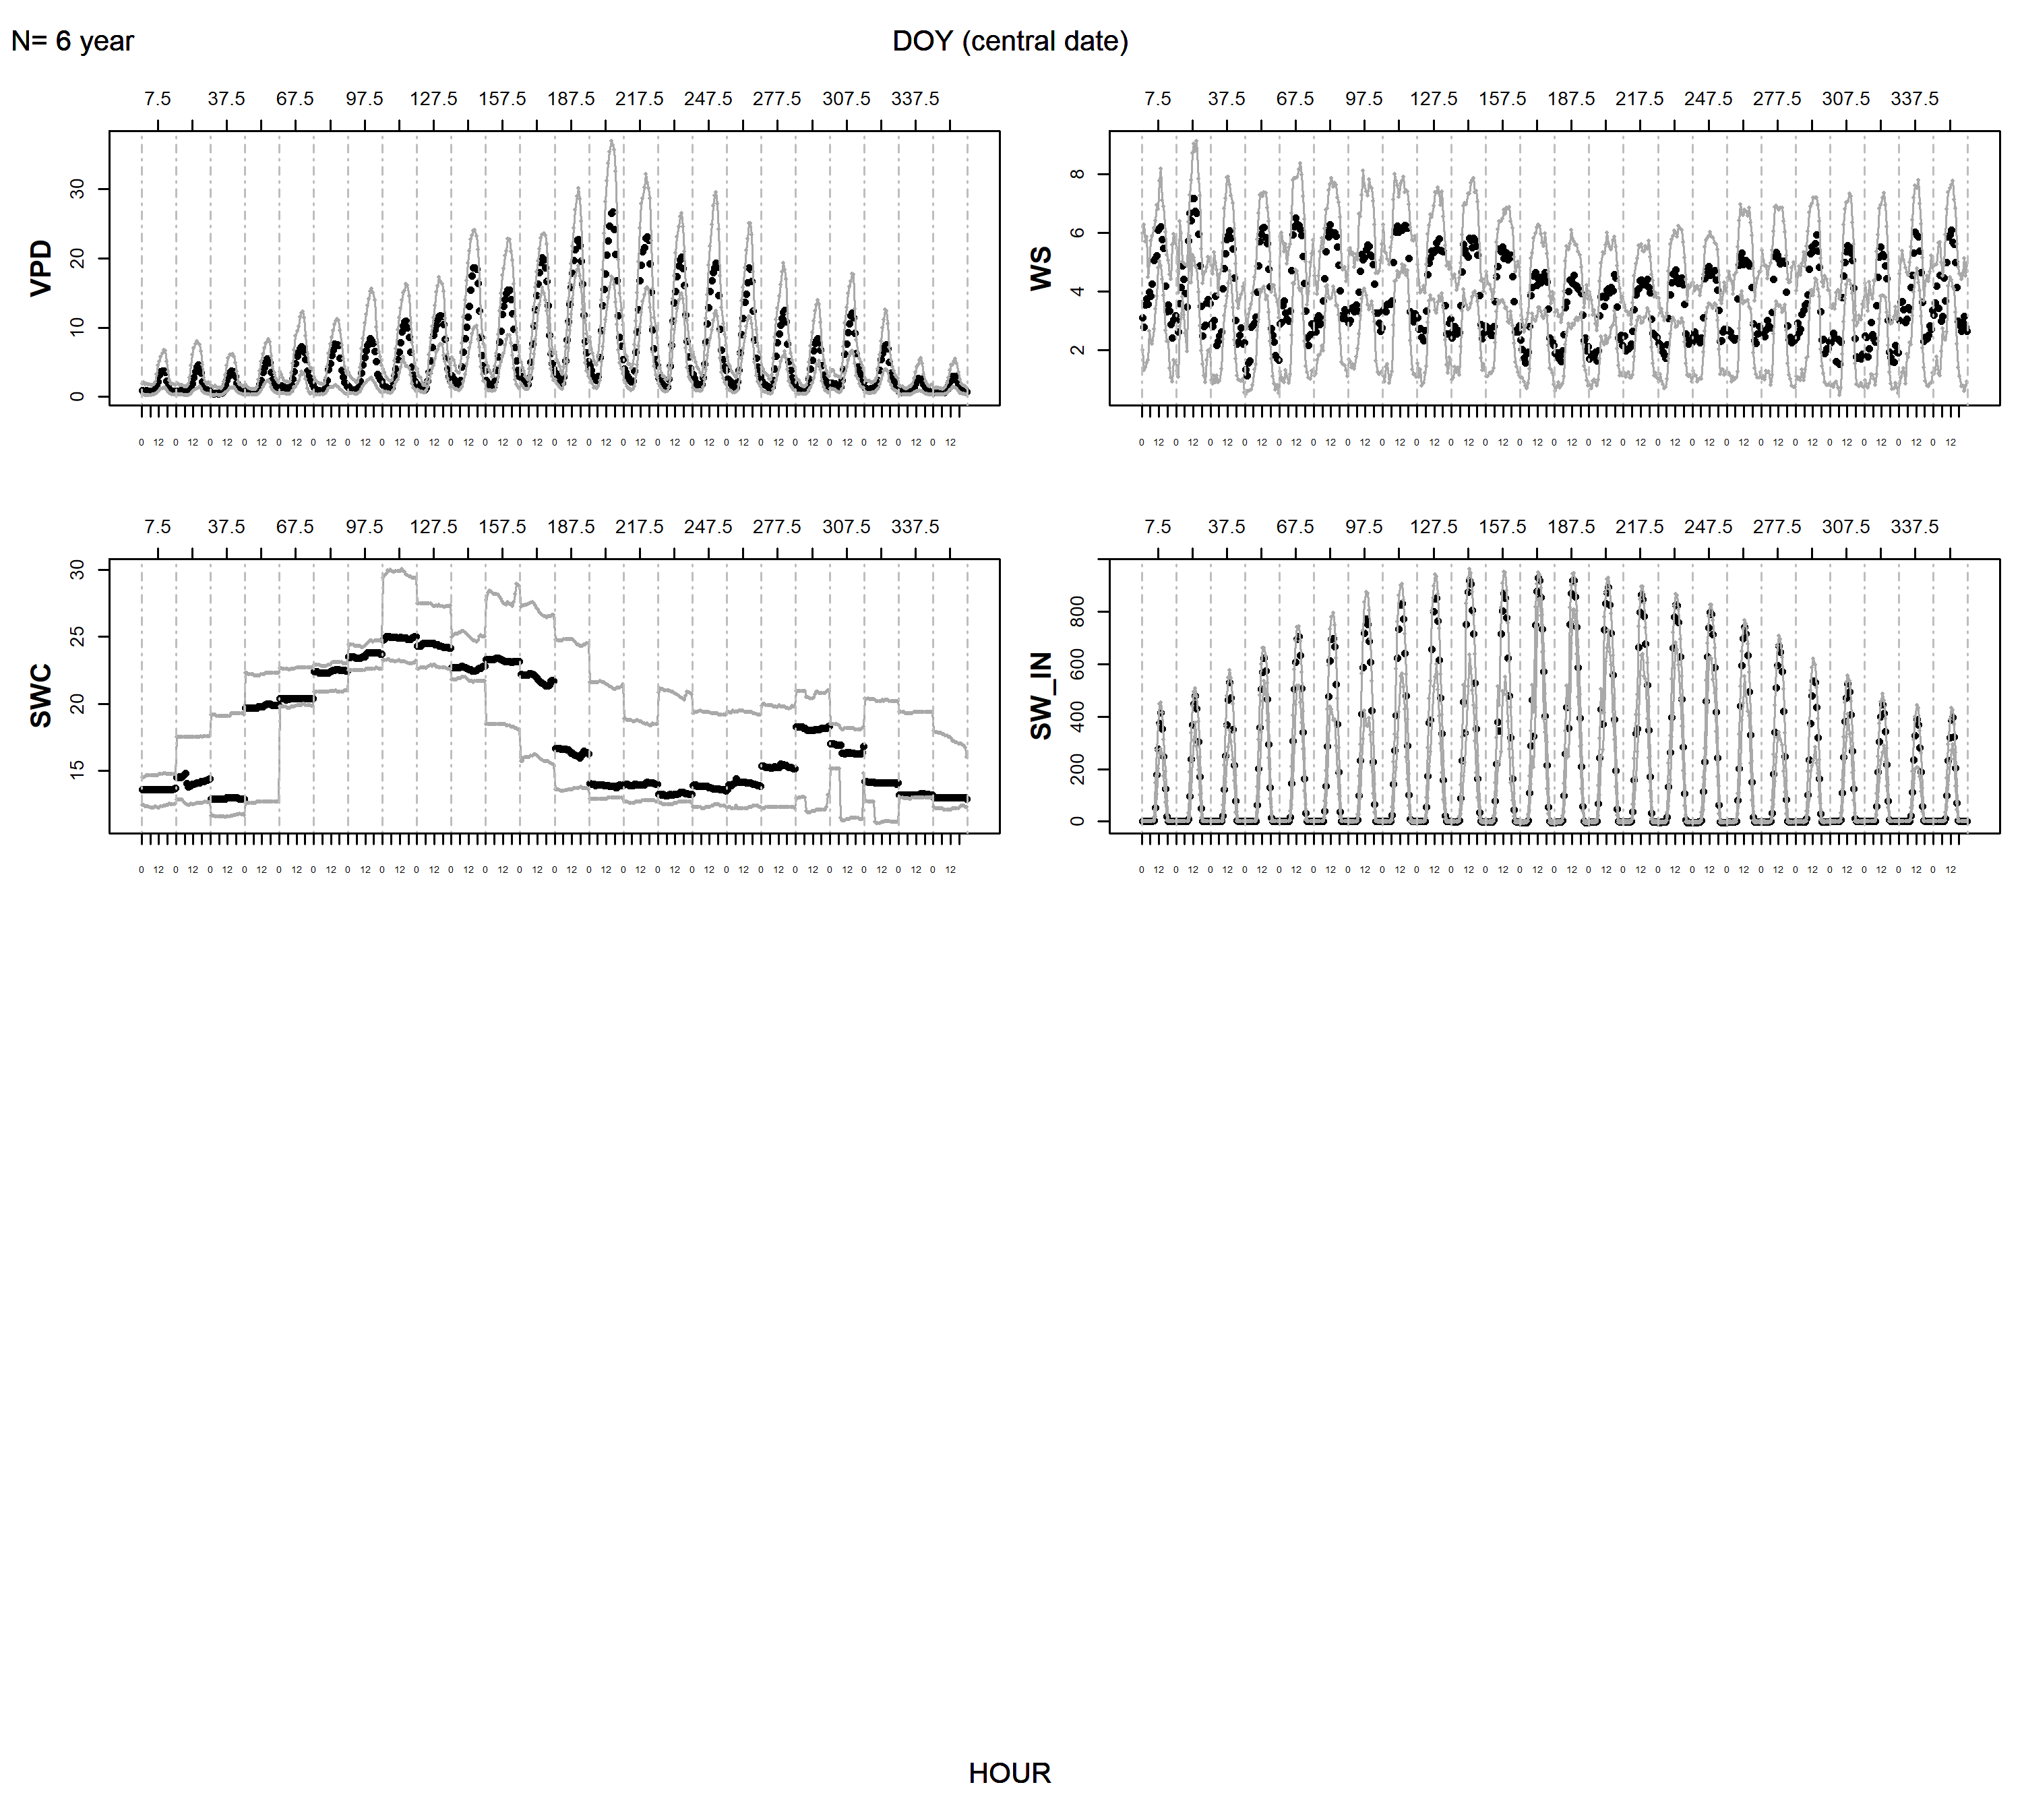 N= 6 year
DOY (central date)
7.5 37.5 67.5 97.5 127.5 157.5 187.5 217.5 247.5 277.5 307.5 337.5
VPD
0 10 20 30
0 12 0 12 0 12 0 12 0 12 0 12 0 12 0 12 0 12 0 12 0 12 0 12 0 12 0 12 0 12 0 12 0 12 0 12 0 12 0 12 0 12 0 12 0 12 0 12
7.5 37.5 67.5 97.5 127.5 157.5 187.5 217.5 247.5 277.5 307.5 337.5
WS
2 4 6 8
0 12 0 12 0 12 0 12 0 12 0 12 0 12 0 12 0 12 0 12 0 12 0 12 0 12 0 12 0 12 0 12 0 12 0 12 0 12 0 12 0 12 0 12 0 12 0 12
7.5 37.5 67.5 97.5 127.5 157.5 187.5 217.5 247.5 277.5 307.5 337.5
SWC
15 20 25 30
0 12 0 12 0 12 0 12 0 12 0 12 0 12 0 12 0 12 0 12 0 12 0 12 0 12 0 12 0 12 0 12 0 12 0 12 0 12 0 12 0 12 0 12 0 12 0 12
7.5 37.5 67.5 97.5 127.5 157.5 187.5 217.5 247.5 277.5 307.5 337.5
SW_IN
0 200 400 600 800
0 12 0 12 0 12 0 12 0 12 0 12 0 12 0 12 0 12 0 12 0 12 0 12 0 12 0 12 0 12 0 12 0 12 0 12 0 12 0 12 0 12 0 12 0 12 0 12
HOUR